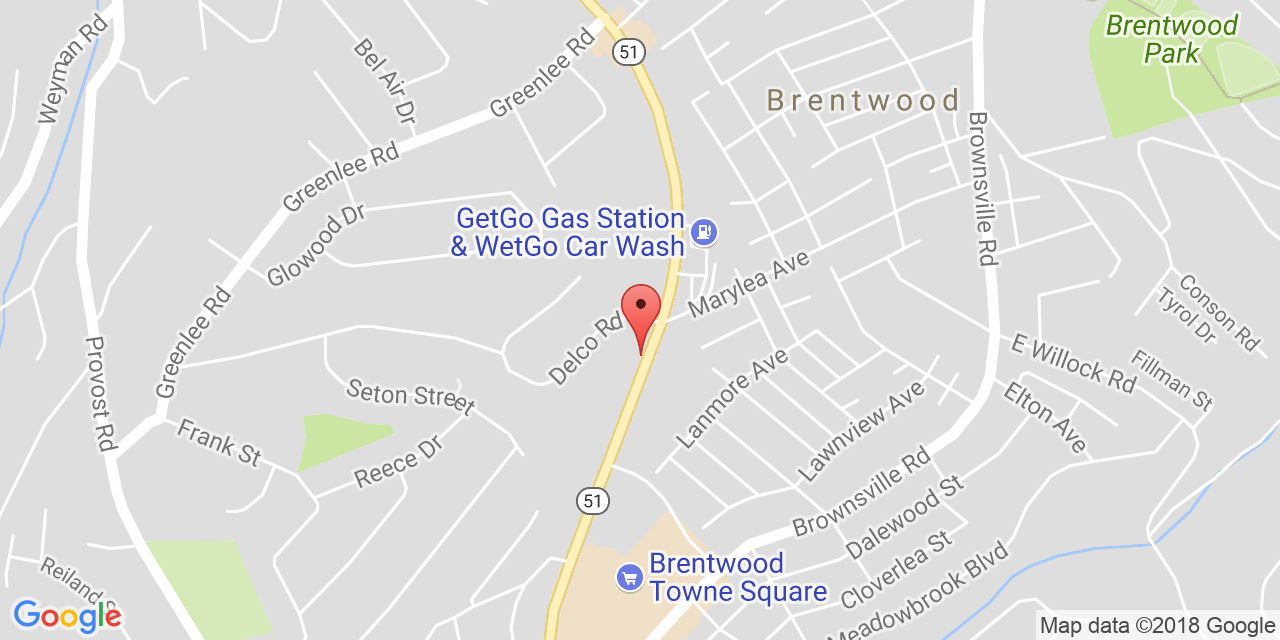 Weyman Rd
Bel Air Dr
Greenlee Rd
51
Brentwood
Park
Brentwood
Brownsville Rd
Greenlee Rd
Glowood Dr
GetGo Gas Station
& WetGo Car Wash
Marylea Ave
Conson Rd
Tyrol Dr
Greenlee Rd
Delco Rd
Provost Rd
E Willock Rd
Fillman St
Seton Street
Lanmore Ave
Lawnview Ave
Elton Ave
Frank St
Reece Dr
51
Brownsville Rd
Dalewood St
Cloverlea St
Meadowbrook Blvd
Brentwood
Towne Square
Reiland
Google
Map data ©2018 Google